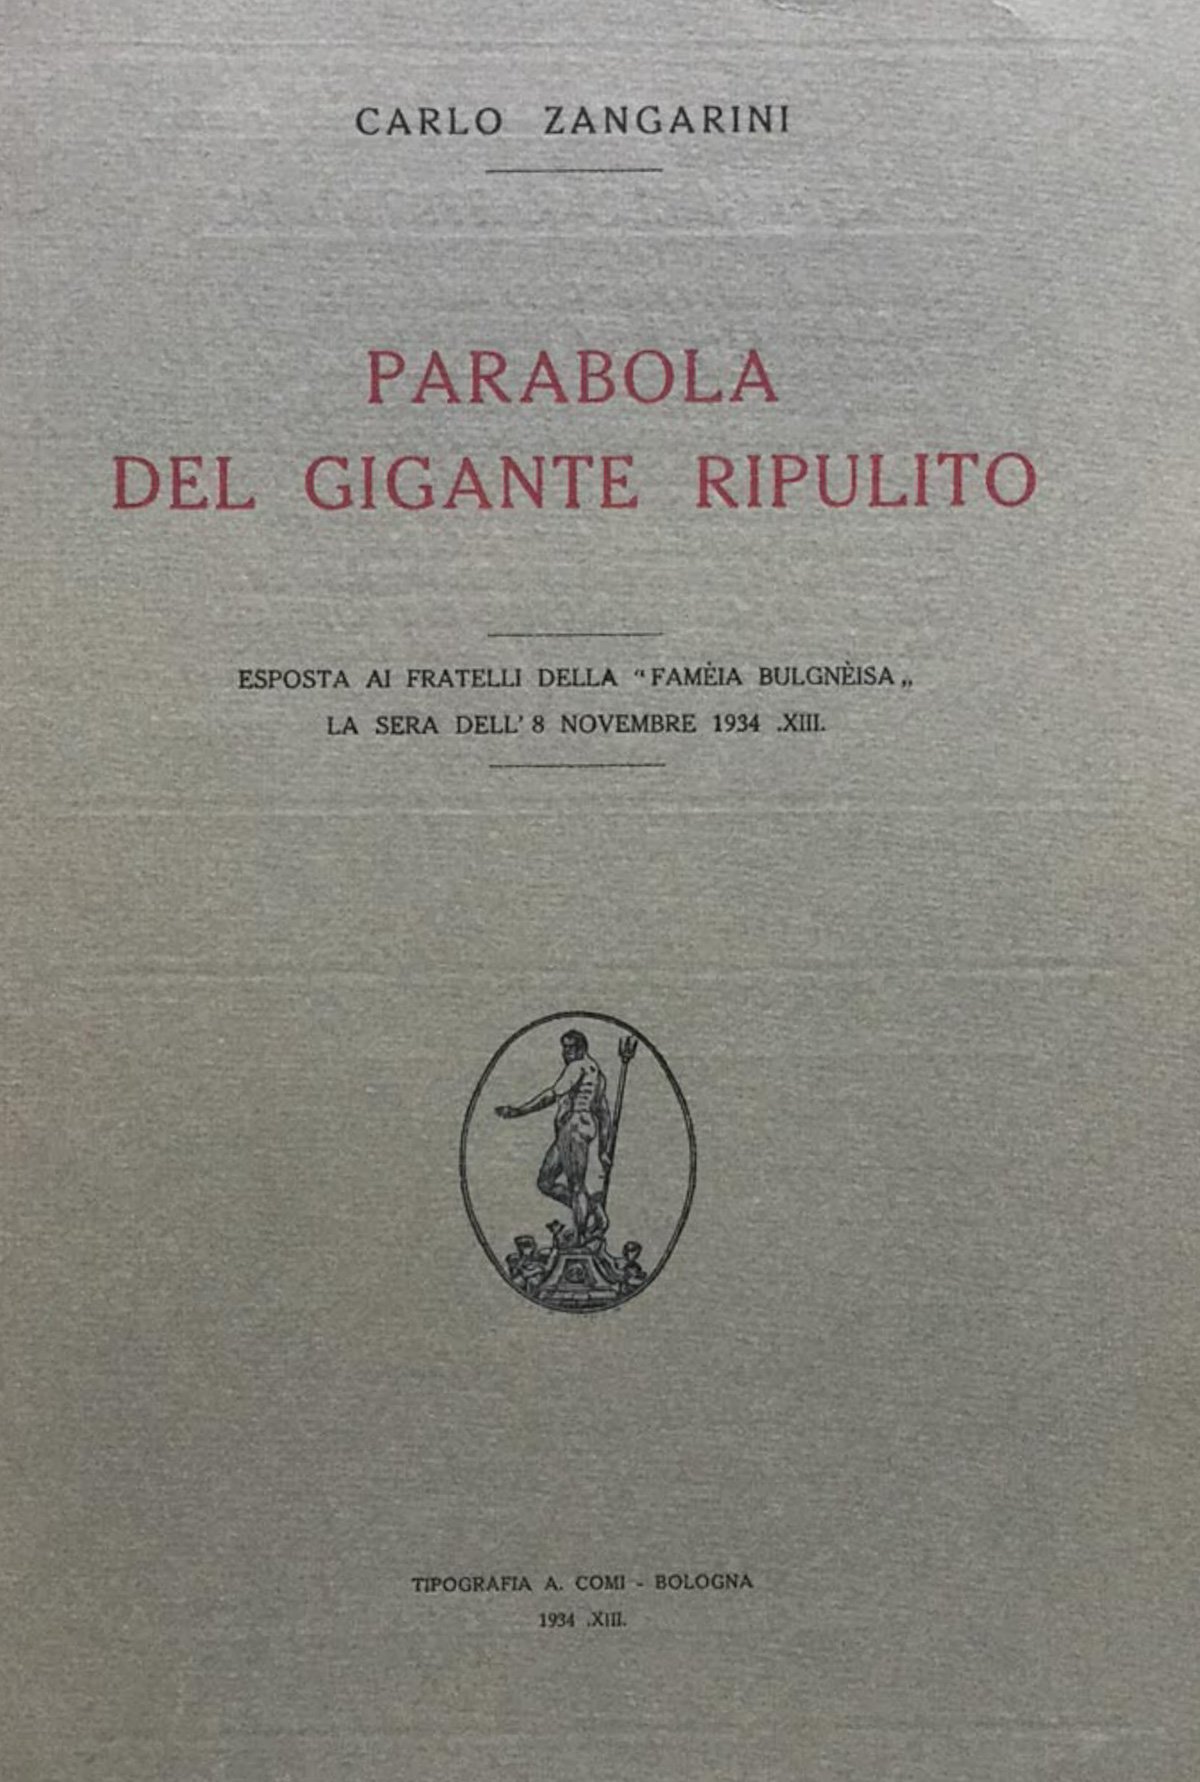 CARLO ZANGARINI
PARABOLA
DEL GIGANTE RIPULITO
ESPOSTA AI FRATELLI DELLA “FAMÈIA BULGNÈISA„
LA SERA DELL' 8 NOVEMBRE 1934 .XIII.
TIPOGRAFIA A. COMI - BOLOGNA
1934 .XIII.